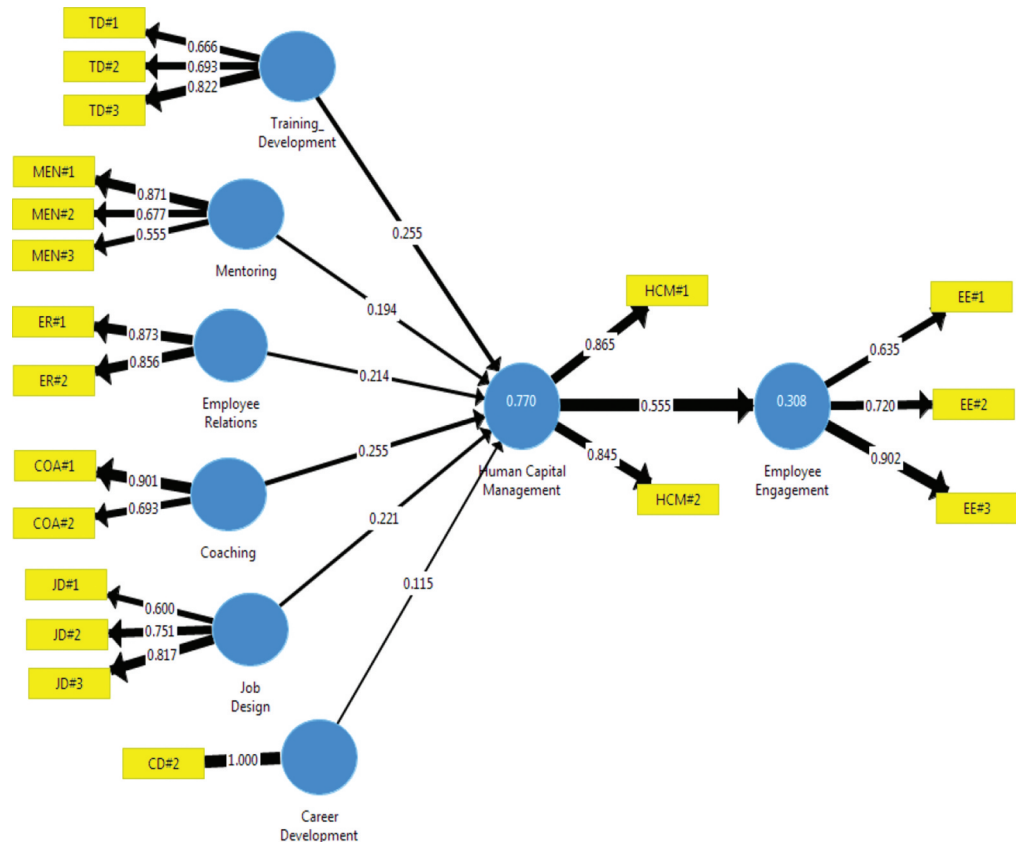 TD#1
0.666
TD#2
0.693
TD#3
0.822
Training_
Development
MEN#1
0.871
MEN#2
0.677
MEN#3
0.555
Mentoring
0.255
0.194
ER#1
0.873
ER#2
0.856
Employee
Relations
0.214
COA#1
0.901
COA#2
0.693
Coaching
0.255
JD#1
0.600
JD#2
0.751
JD#3
0.817
Job
Design
0.221
CD#2
1.000
Career
Development
0.115
0.770
Human Capital
Management
HCM#1
0.865
HCM#2
0.845
0.555
0.308
Employee
Engagement
EE#1
0.635
EE#2
0.720
EE#3
0.902